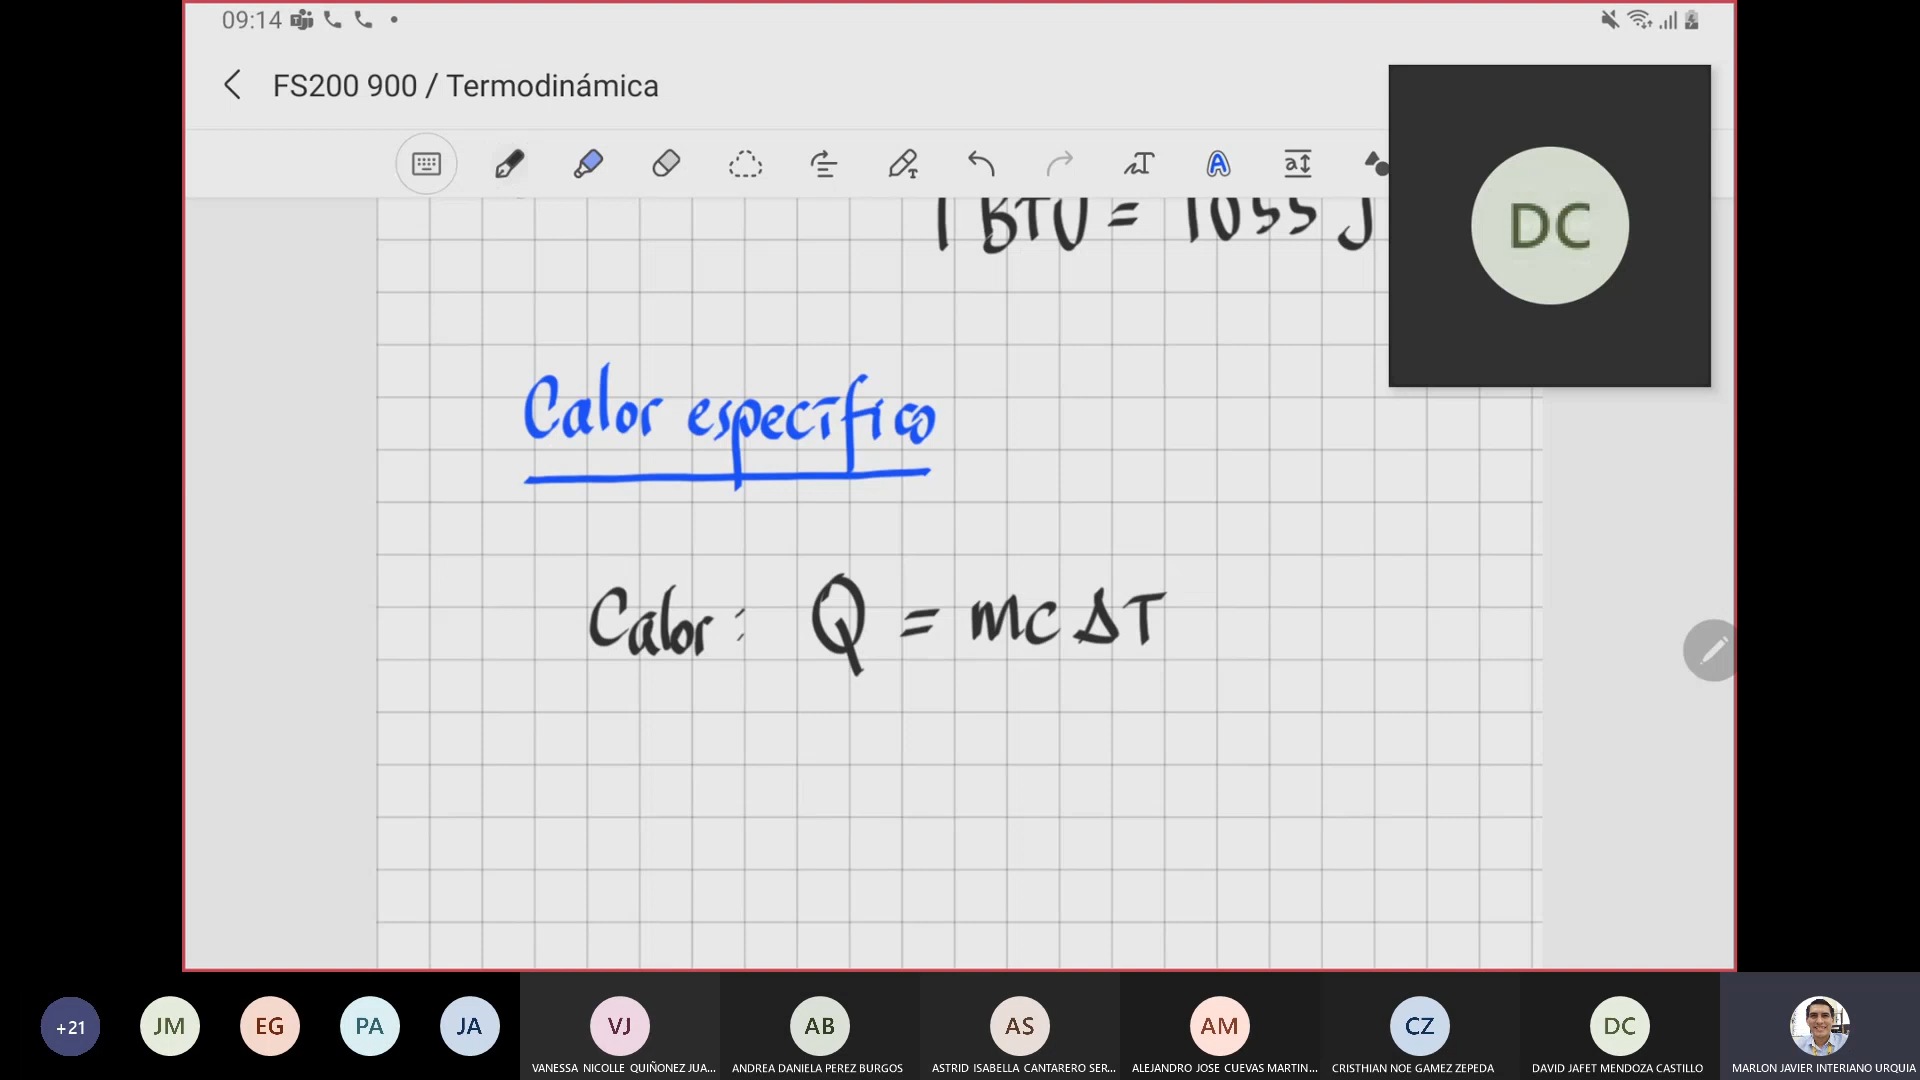 09:14
FS200 900 / Termodinámica
1 BTU = 1055 J
DC
Calor específico
Calor: Q = mc ΔT
+21
JM
EG
PA
JA
VJ
AB
AS
AM
CZ
DC
VANESSA NICOLLE QUIÑONEZ JUA...
ANDREA DANIELA PEREZ BURGOS
ASTRID ISABELLA CANTARERO SER...
ALEJANDRO JOSE CUEVAS MARTIN...
CRISTHIAN NOE GAMEZ ZEPEDA
DAVID JAFET MENDOZA CASTILLO
MARLON JAVIER INTERIANO URQUIA